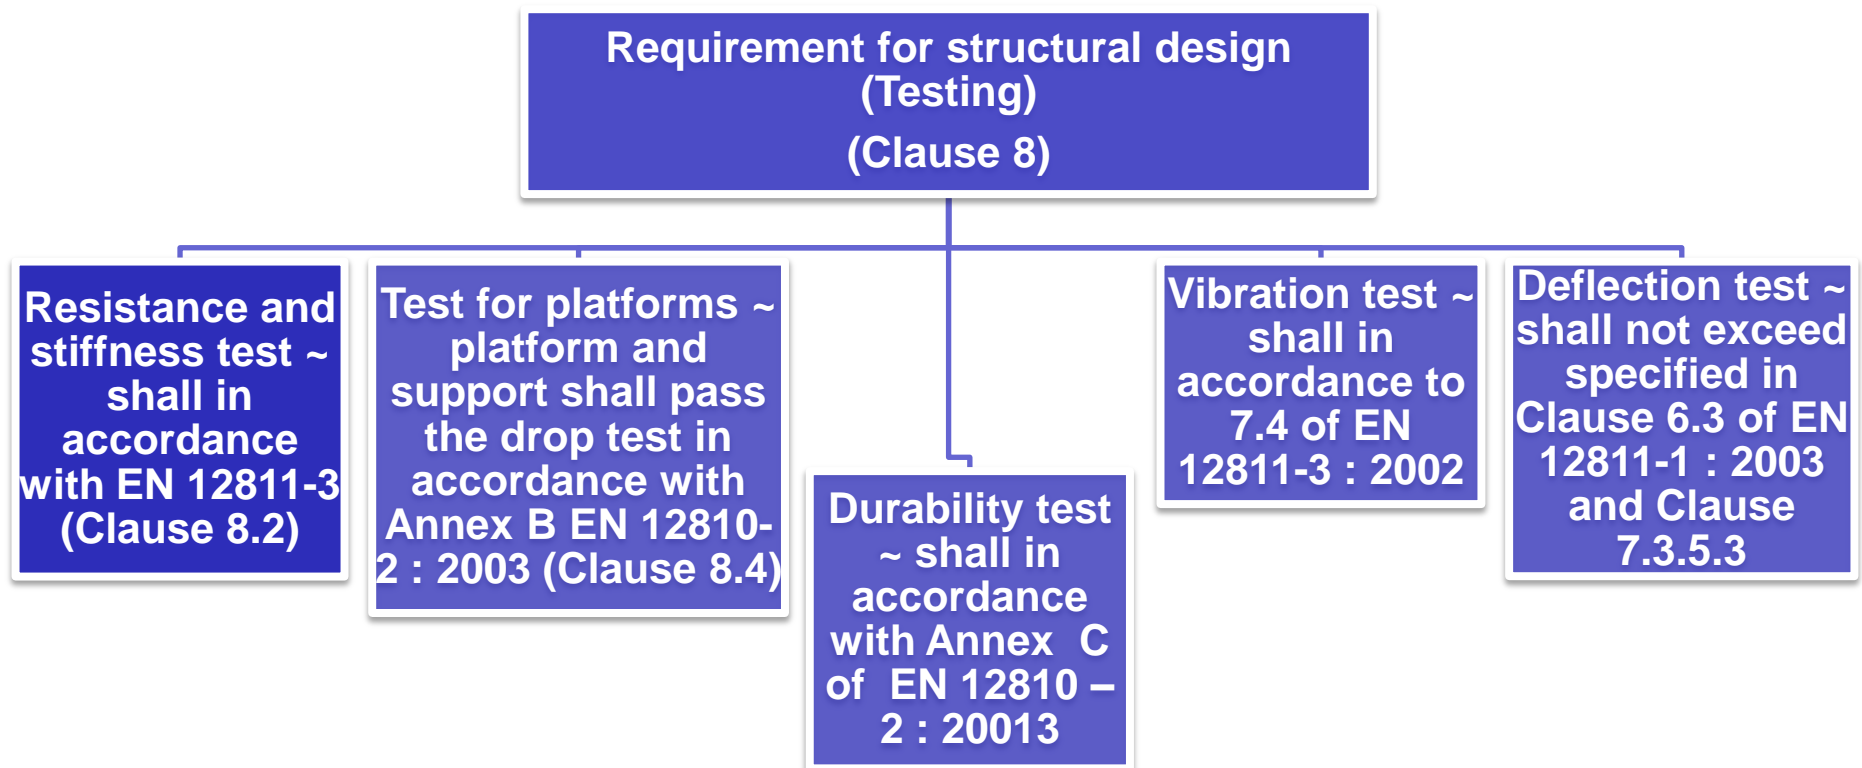 Requirement for structural design
(Testing)
(Clause 8)
Resistance and
stiffness test ~
shall in
accordance
with EN 12811-3
(Clause 8.2)
Test for platforms ~
platform and
support shall pass
the drop test in
accordance with
Annex B EN 12810-
2 : 2003 (Clause 8.4)
Durability test
~ shall in
accordance
with Annex C
of EN 12810 –
2 : 20013
Vibration test ~
shall in
accordance to
7.4 of EN
12811-3 : 2002
Deflection test ~
shall not exceed
specified in
Clause 6.3 of EN
12811-1 : 2003
and Clause
7.3.5.3